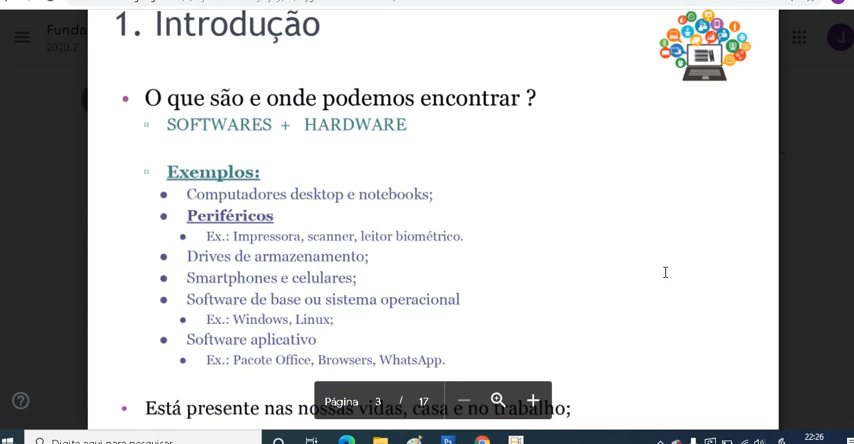 Funda
2020.2
J
1. Introdução
O que são e onde podemos encontrar ?
SOFTWARES + HARDWARE
Exemplos:
Computadores desktop e notebooks;
Periféricos
Ex.: Impressora, scanner, leitor biométrico.
Drives de armazenamento;
Smartphones e celulares;
Software de base ou sistema operacional
Ex.: Windows, Linux;
Software aplicativo
Ex.: Pacote Office, Browsers, WhatsApp.
Está presente nas nossas vidas, casa e no trabalho;
Página 3 / 17
Digite aqui para pesquisar
22:26